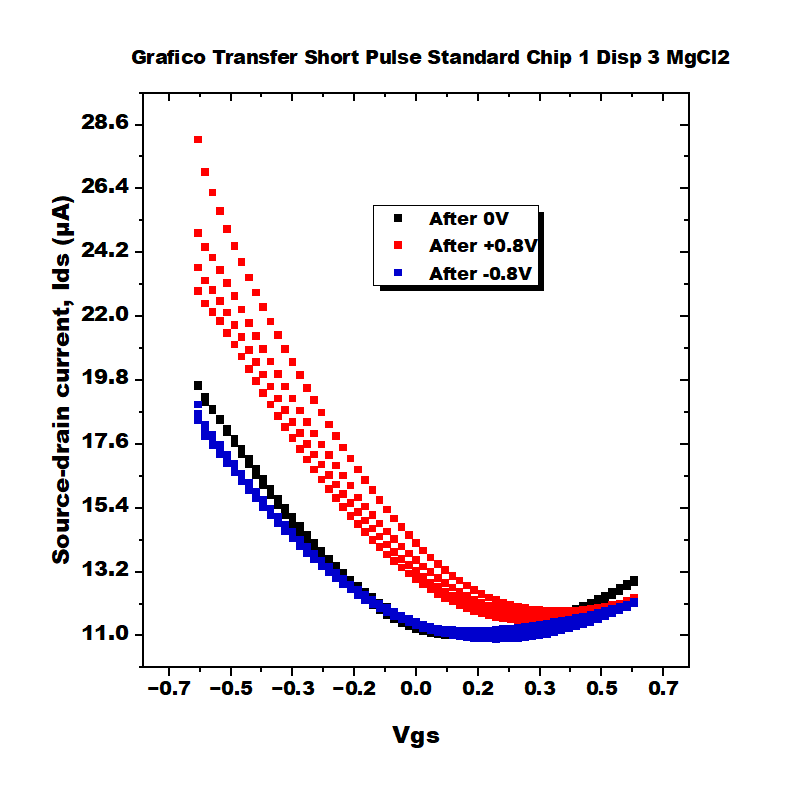 Grafico Transfer Short Pulse Standard Chip 1 Disp 3 MgCl2
28.6
26.4
24.2
22.0
19.8
17.6
15.4
13.2
11.0
Source-drain current, Ids (µA)
After 0V
After +0.8V
After -0.8V
−0.7 −0.5 −0.3 −0.2 0.0 0.2 0.3 0.5 0.7
Vgs